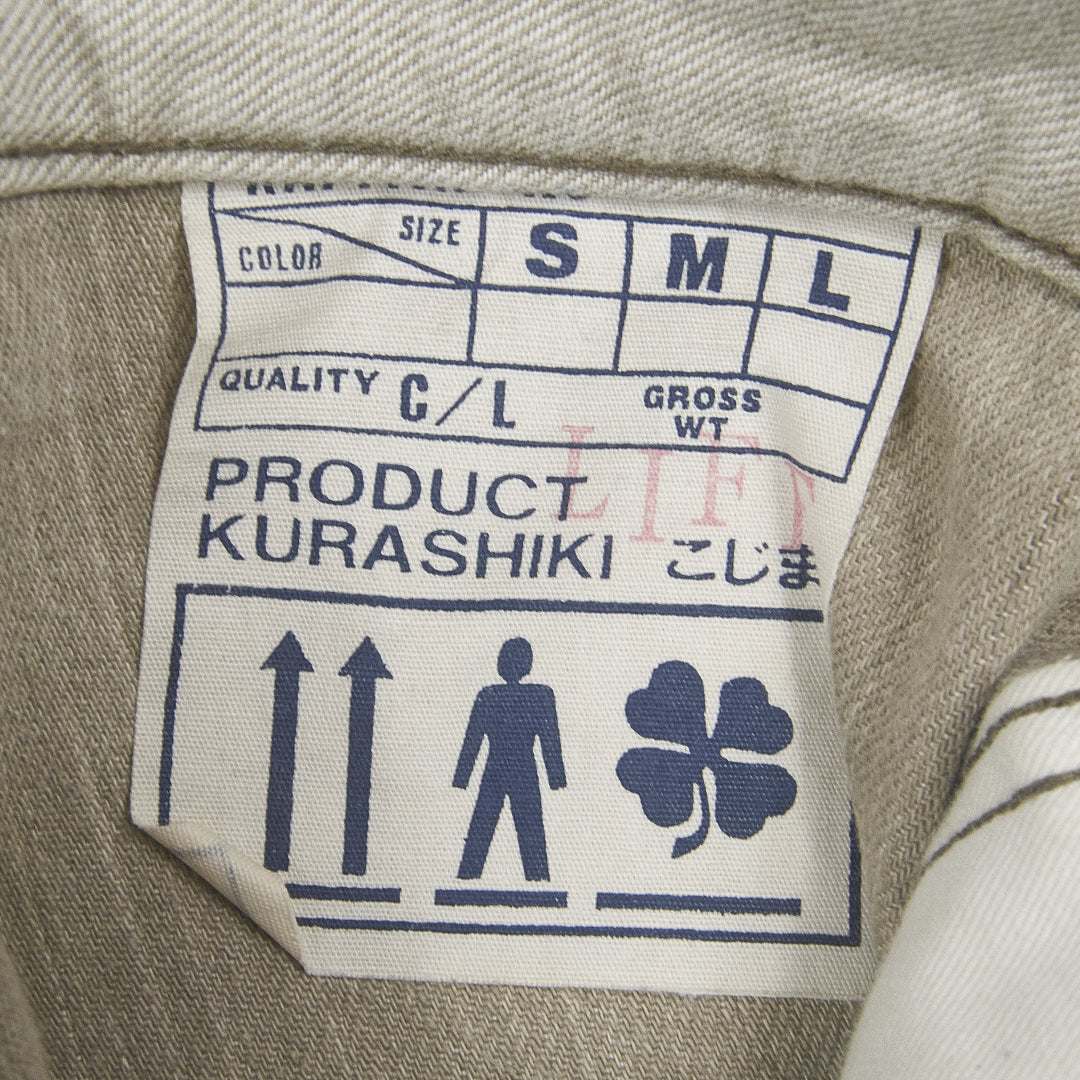 SIZE S M L
COLOR
QUALITY C/L GROSS
WT
LIFT
PRODUCT
KURASHIKI こじま